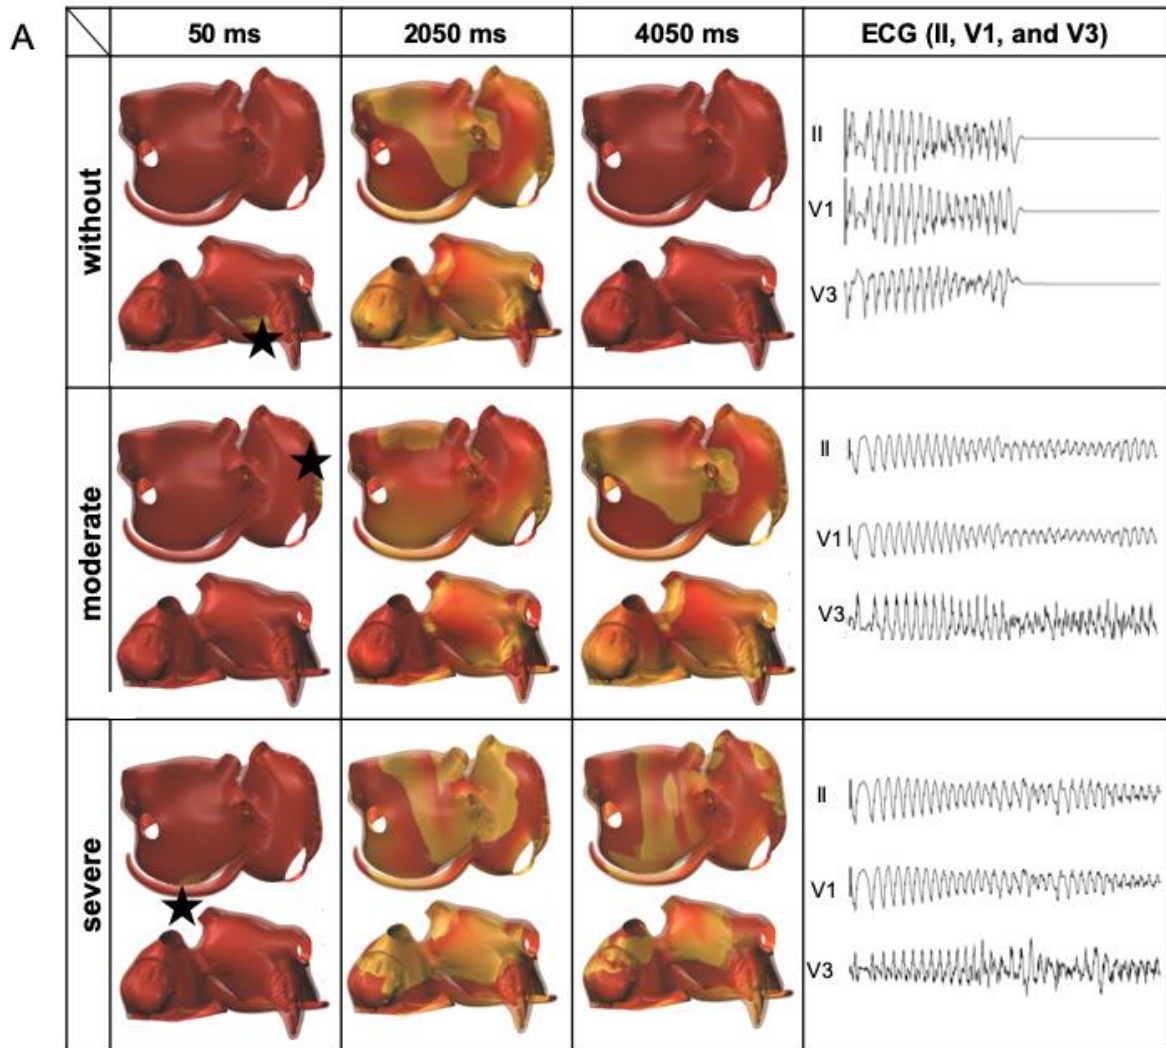 A
50 ms 2050 ms 4050 ms ECG (II, V1, and V3)
without
II
V1
V3
moderate
II
V1
V3
severe
II
V1
V3